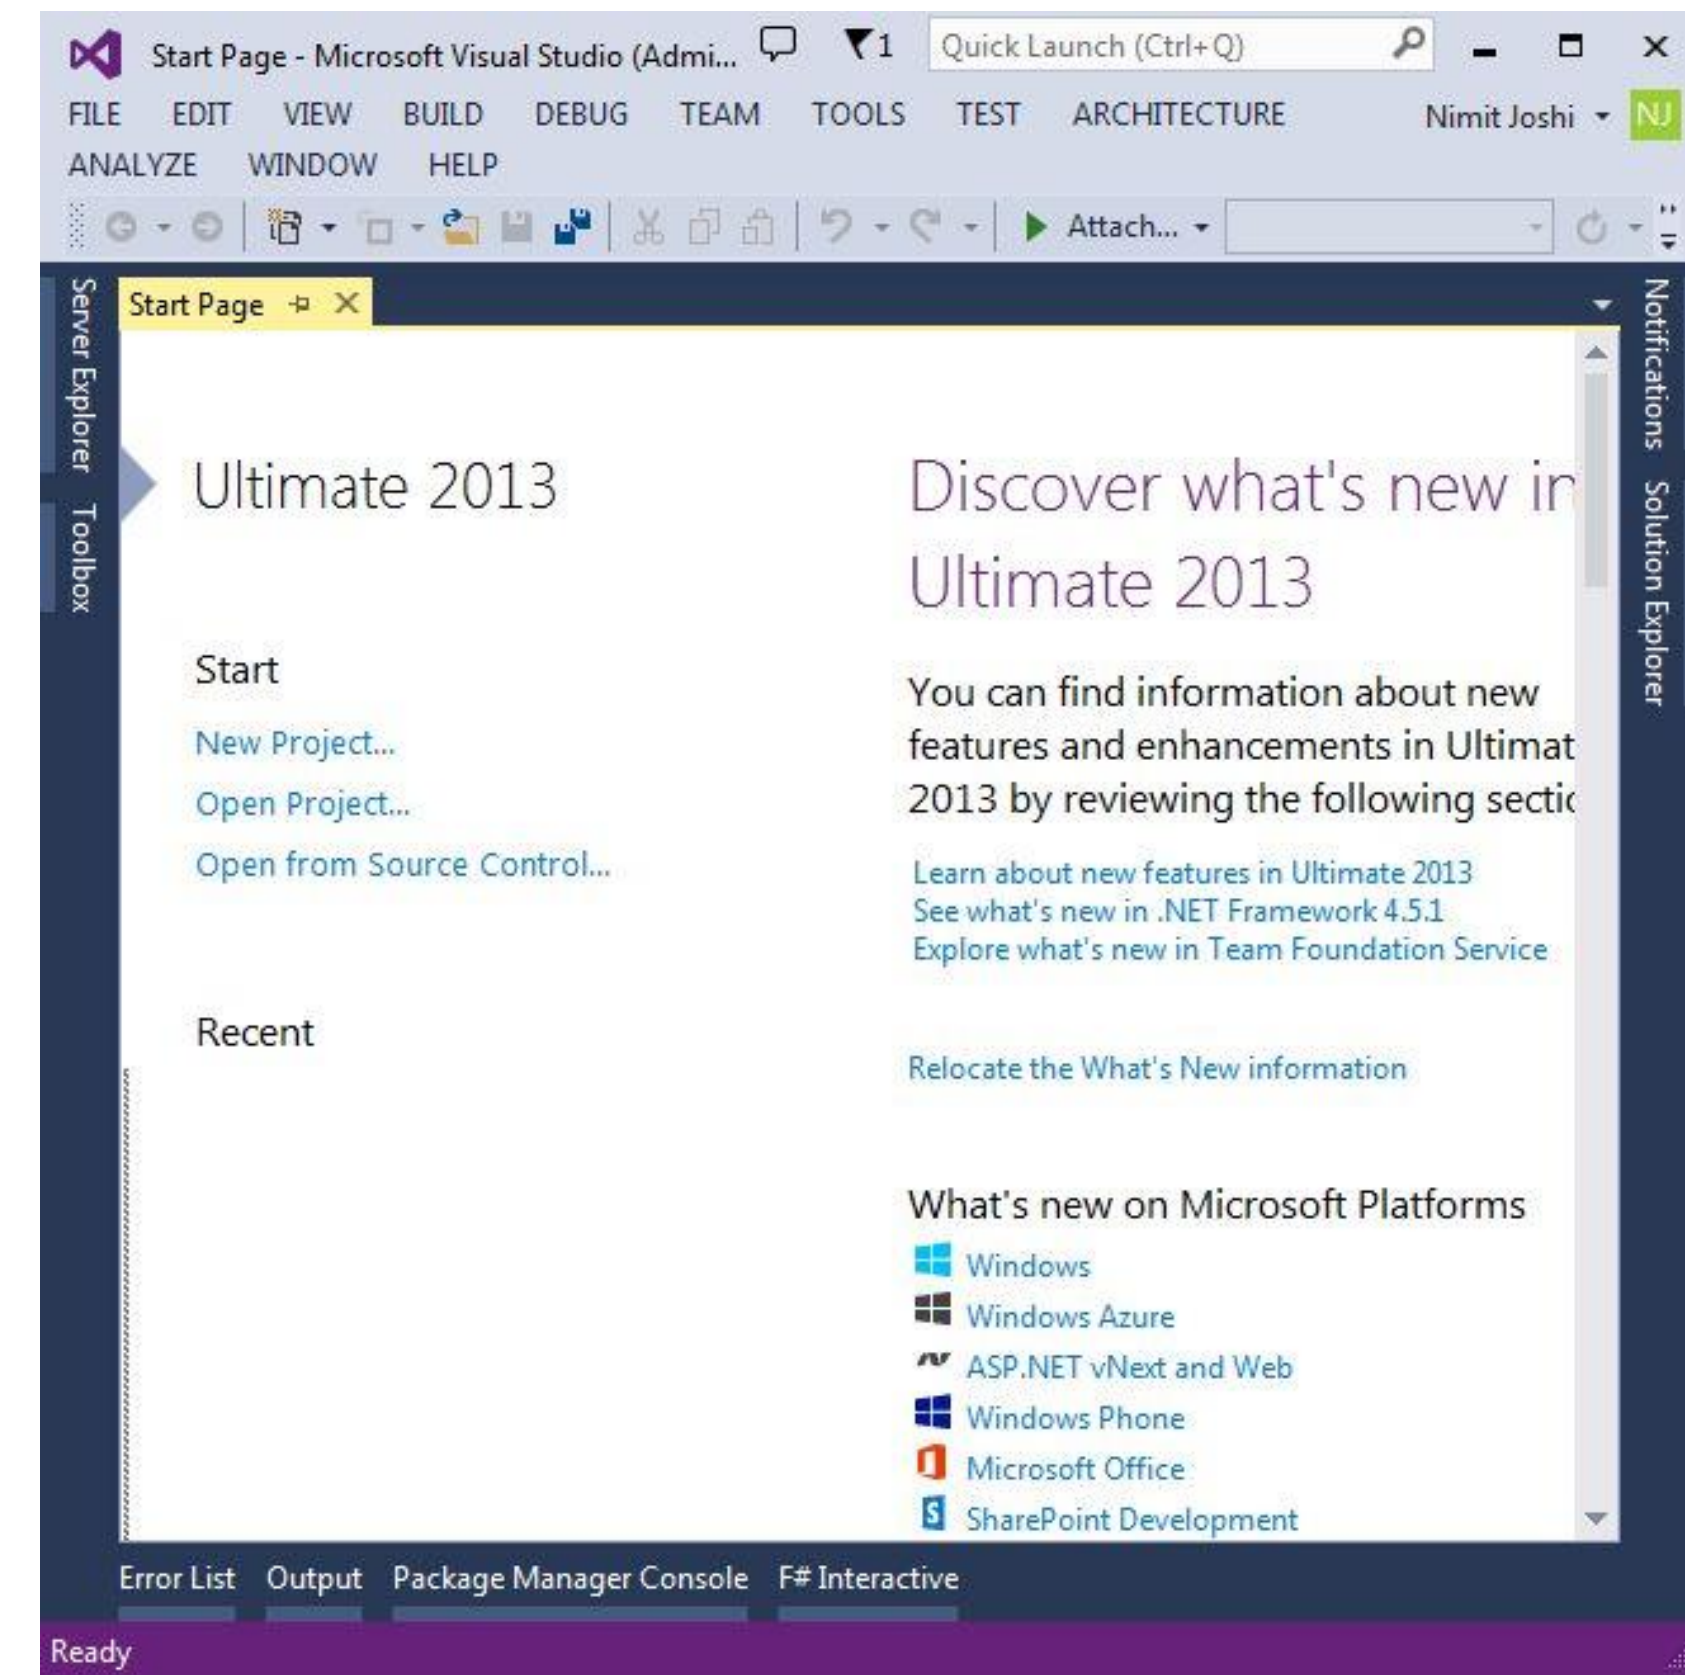 Start Page - Microsoft Visual Studio (Admi...
1
Quick Launch (Ctrl+Q)
FILE EDIT VIEW BUILD DEBUG TEAM TOOLS TEST ARCHITECTURE
Nimit Joshi
NJ
ANALYZE WINDOW HELP
Attach...
Server Explorer
Toolbox
Start Page
Ultimate 2013
Start
New Project...
Open Project...
Open from Source Control...
Recent
Discover what's new in
Ultimate 2013
You can find information about new
features and enhancements in Ultimat
2013 by reviewing the following sectio
Learn about new features in Ultimate 2013
See what's new in .NET Framework 4.5.1
Explore what's new in Team Foundation Service
Relocate the What's New information
What's new on Microsoft Platforms
Windows
Windows Azure
ASP.NET vNext and Web
Windows Phone
Microsoft Office
SharePoint Development
Notifications
Solution Explorer
Error List Output Package Manager Console F# Interactive
Ready